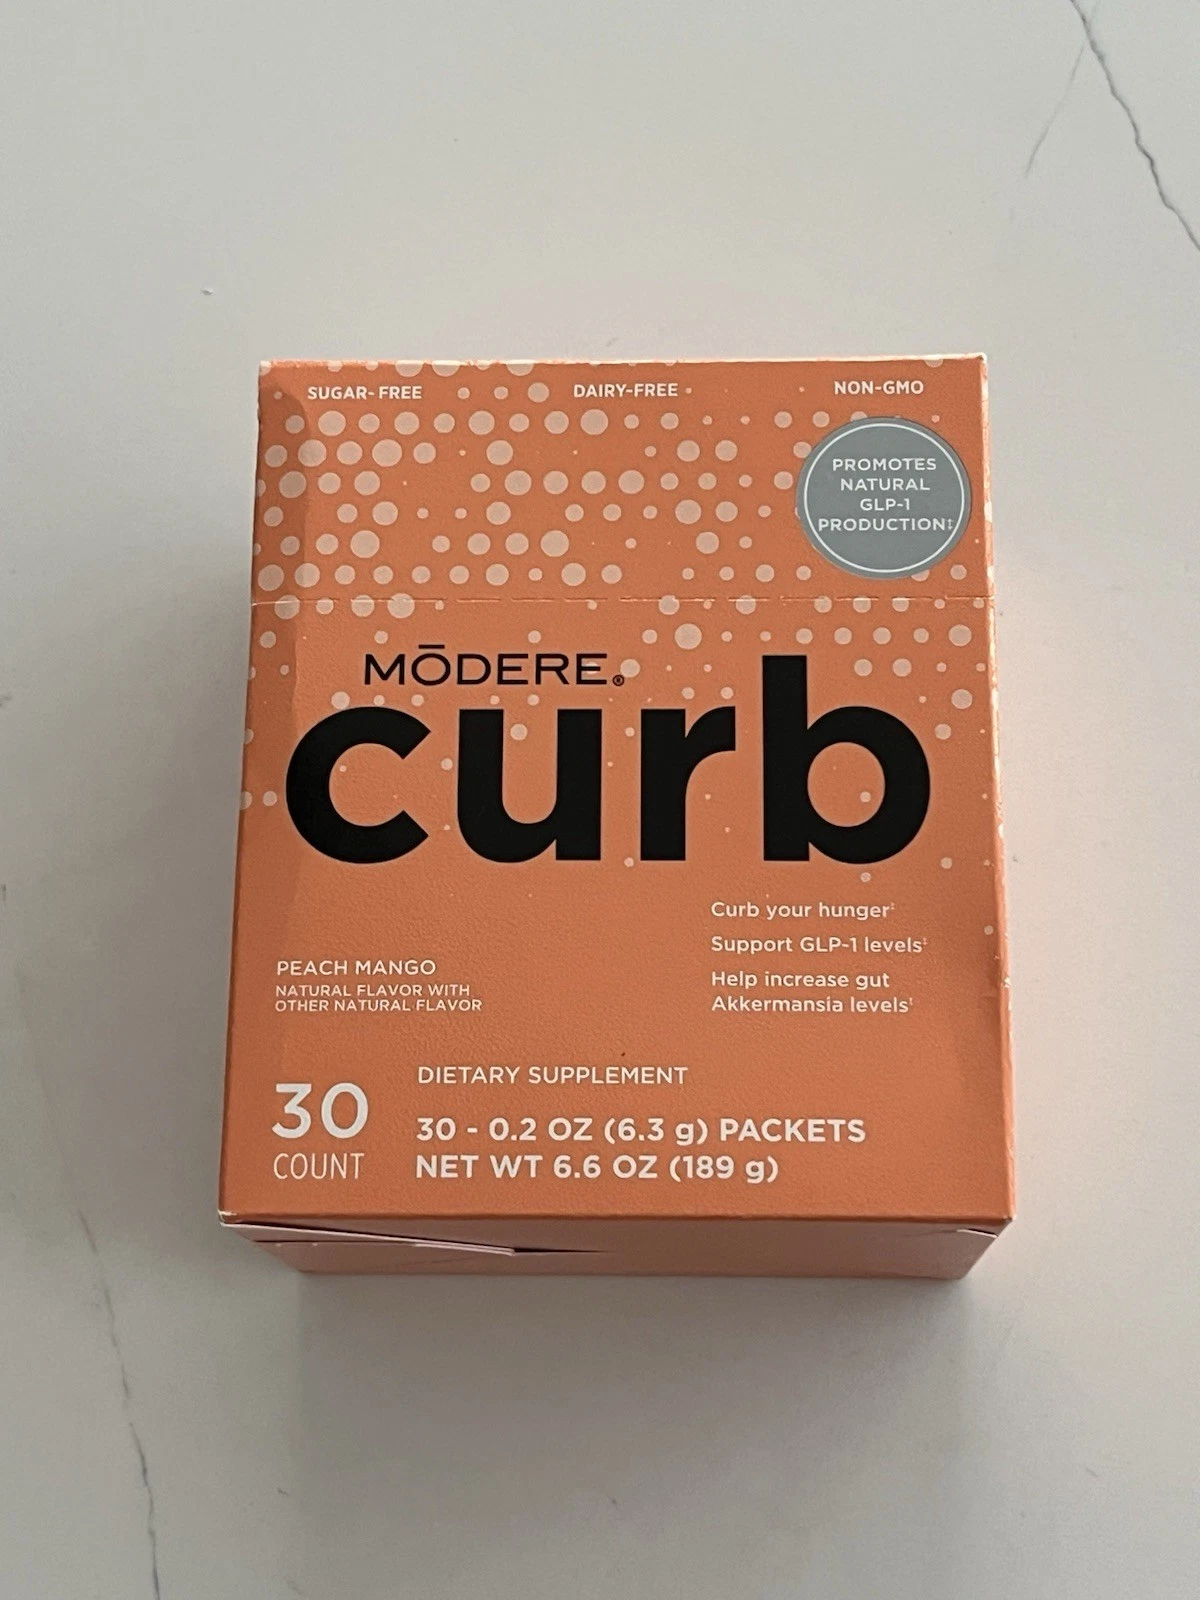 SUGAR-FREE DAIRY-FREE NON-GMO
PROMOTES
NATURAL
GLP-1
PRODUCTION‡
MŌDERE®
curb
Curb your hunger‡
Support GLP-1 levels‡
Help increase gut
Akkermansia levels‡
PEACH MANGO
NATURAL FLAVOR WITH
OTHER NATURAL FLAVOR
30
COUNT
DIETARY SUPPLEMENT
30 - 0.2 OZ (6.3 g) PACKETS
NET WT 6.6 OZ (189 g)